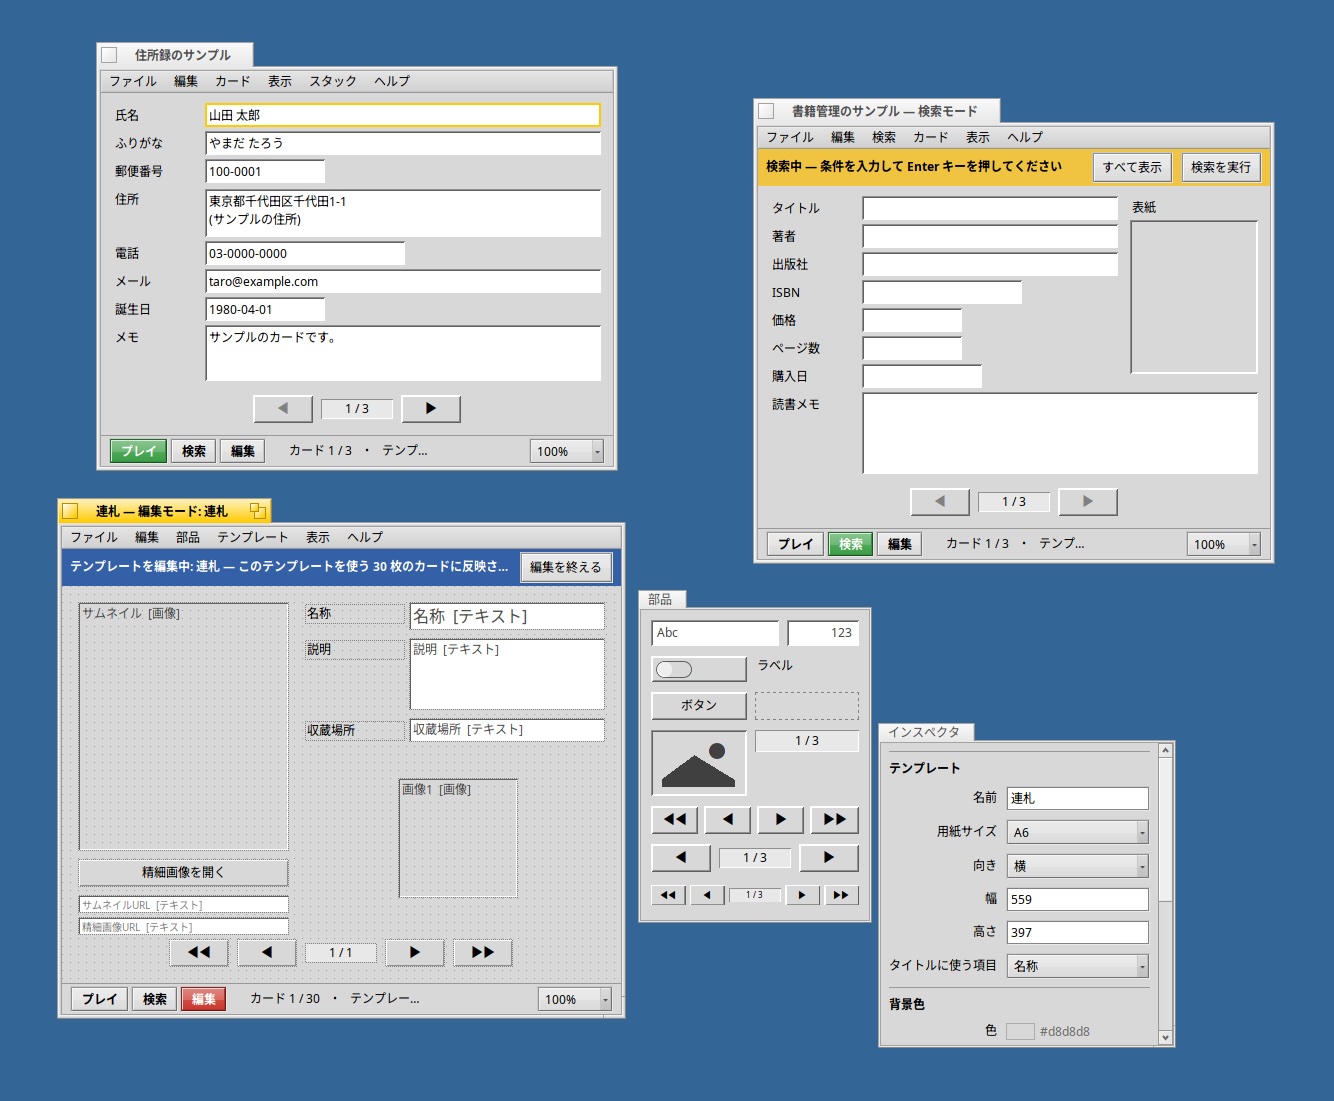 住所録のサンプル
ファイル 編集 カード 表示 スタック ヘルプ
氏名 山田 太郎
ふりがな やまだ たろう
郵便番号 100-0001
住所 東京都千代田区千代田1-1
(サンプルの住所)
電話 03-0000-0000
メール taro@example.com
誕生日 1980-04-01
メモ サンプルのカードです。
◀ 1 / 3 ▶
プレイ 検索 編集 カード 1 / 3 ・ テンプ... 100%
書籍管理のサンプル — 検索モード
ファイル 編集 検索 カード 表示 ヘルプ
検索中 — 条件を入力して Enter キーを押してください すべて表示 検索を実行
タイトル 表紙
著者
出版社
ISBN
価格
ページ数
購入日
読書メモ
◀ 1 / 3 ▶
プレイ 検索 編集 カード 1 / 3 ・ テンプ... 100%
連札 — 編集モード: 連札
ファイル 編集 部品 テンプレート 表示 ヘルプ
テンプレートを編集中: 連札 — このテンプレートを使う 30 枚のカードに反映さ... 編集を終える
サムネイル [画像] 名称 名称 [テキスト]
説明 説明 [テキスト]
収蔵場所 収蔵場所 [テキスト]
画像1 [画像]
精細画像を開く
サムネイルURL [テキスト]
精細画像URL [テキスト]
◀◀ ◀ 1 / 1 ▶ ▶▶
プレイ 検索 編集 カード 1 / 30 ・ テンプレー... 100%
部品
Abc 123
ラベル
ボタン
1 / 3
◀◀ ◀ ▶ ▶▶
◀ 1 / 3 ▶
◀◀ ◀ 1 / 3 ▶ ▶▶
インスペクタ
テンプレート
名前 連札
用紙サイズ A6
向き 横
幅 559
高さ 397
タイトルに使う項目 名称
背景色
色 #d8d8d8